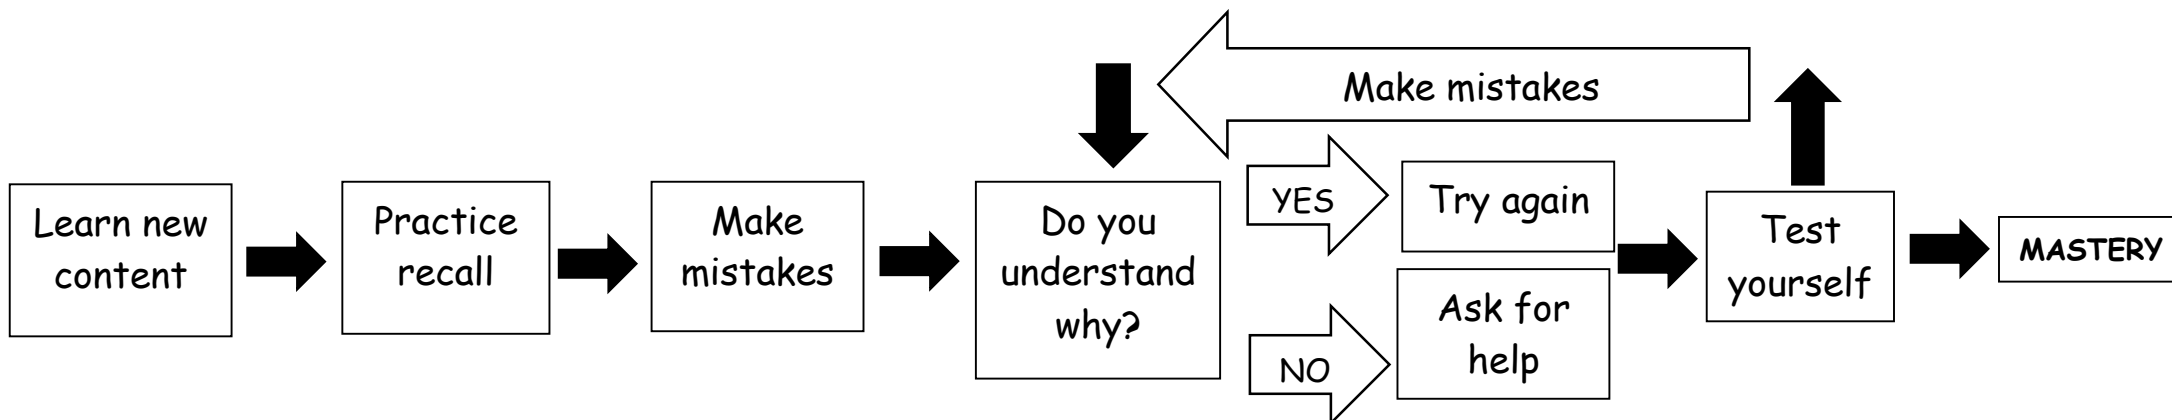 Make mistakes
Learn new
content
Practice
recall
Make
mistakes
Do you
understand
why?
YES
Try again
NO
Ask for
help
Test
yourself
MASTERY